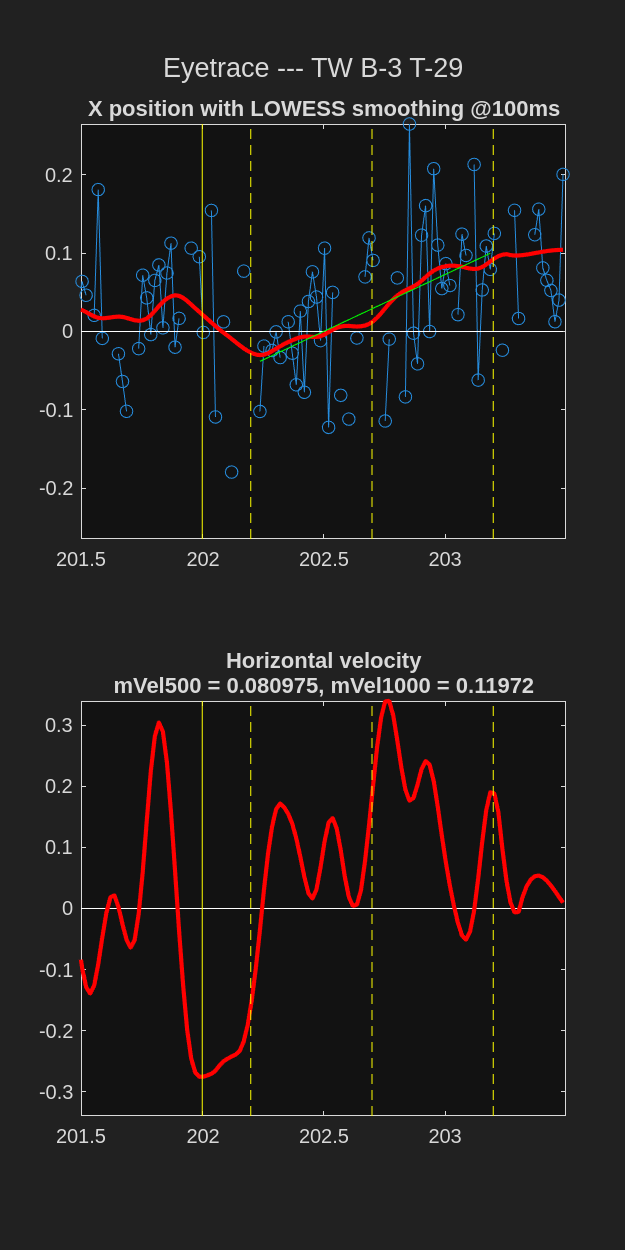 Eyetrace --- TW B-3 T-29
X position with LOWESS smoothing @100ms
0.2
0.1
0
-0.1
-0.2
201.5 202 202.5 203
Horizontal velocity
mVel500 = 0.080975, mVel1000 = 0.11972
0.3
0.2
0.1
0
-0.1
-0.2
-0.3
201.5 202 202.5 203